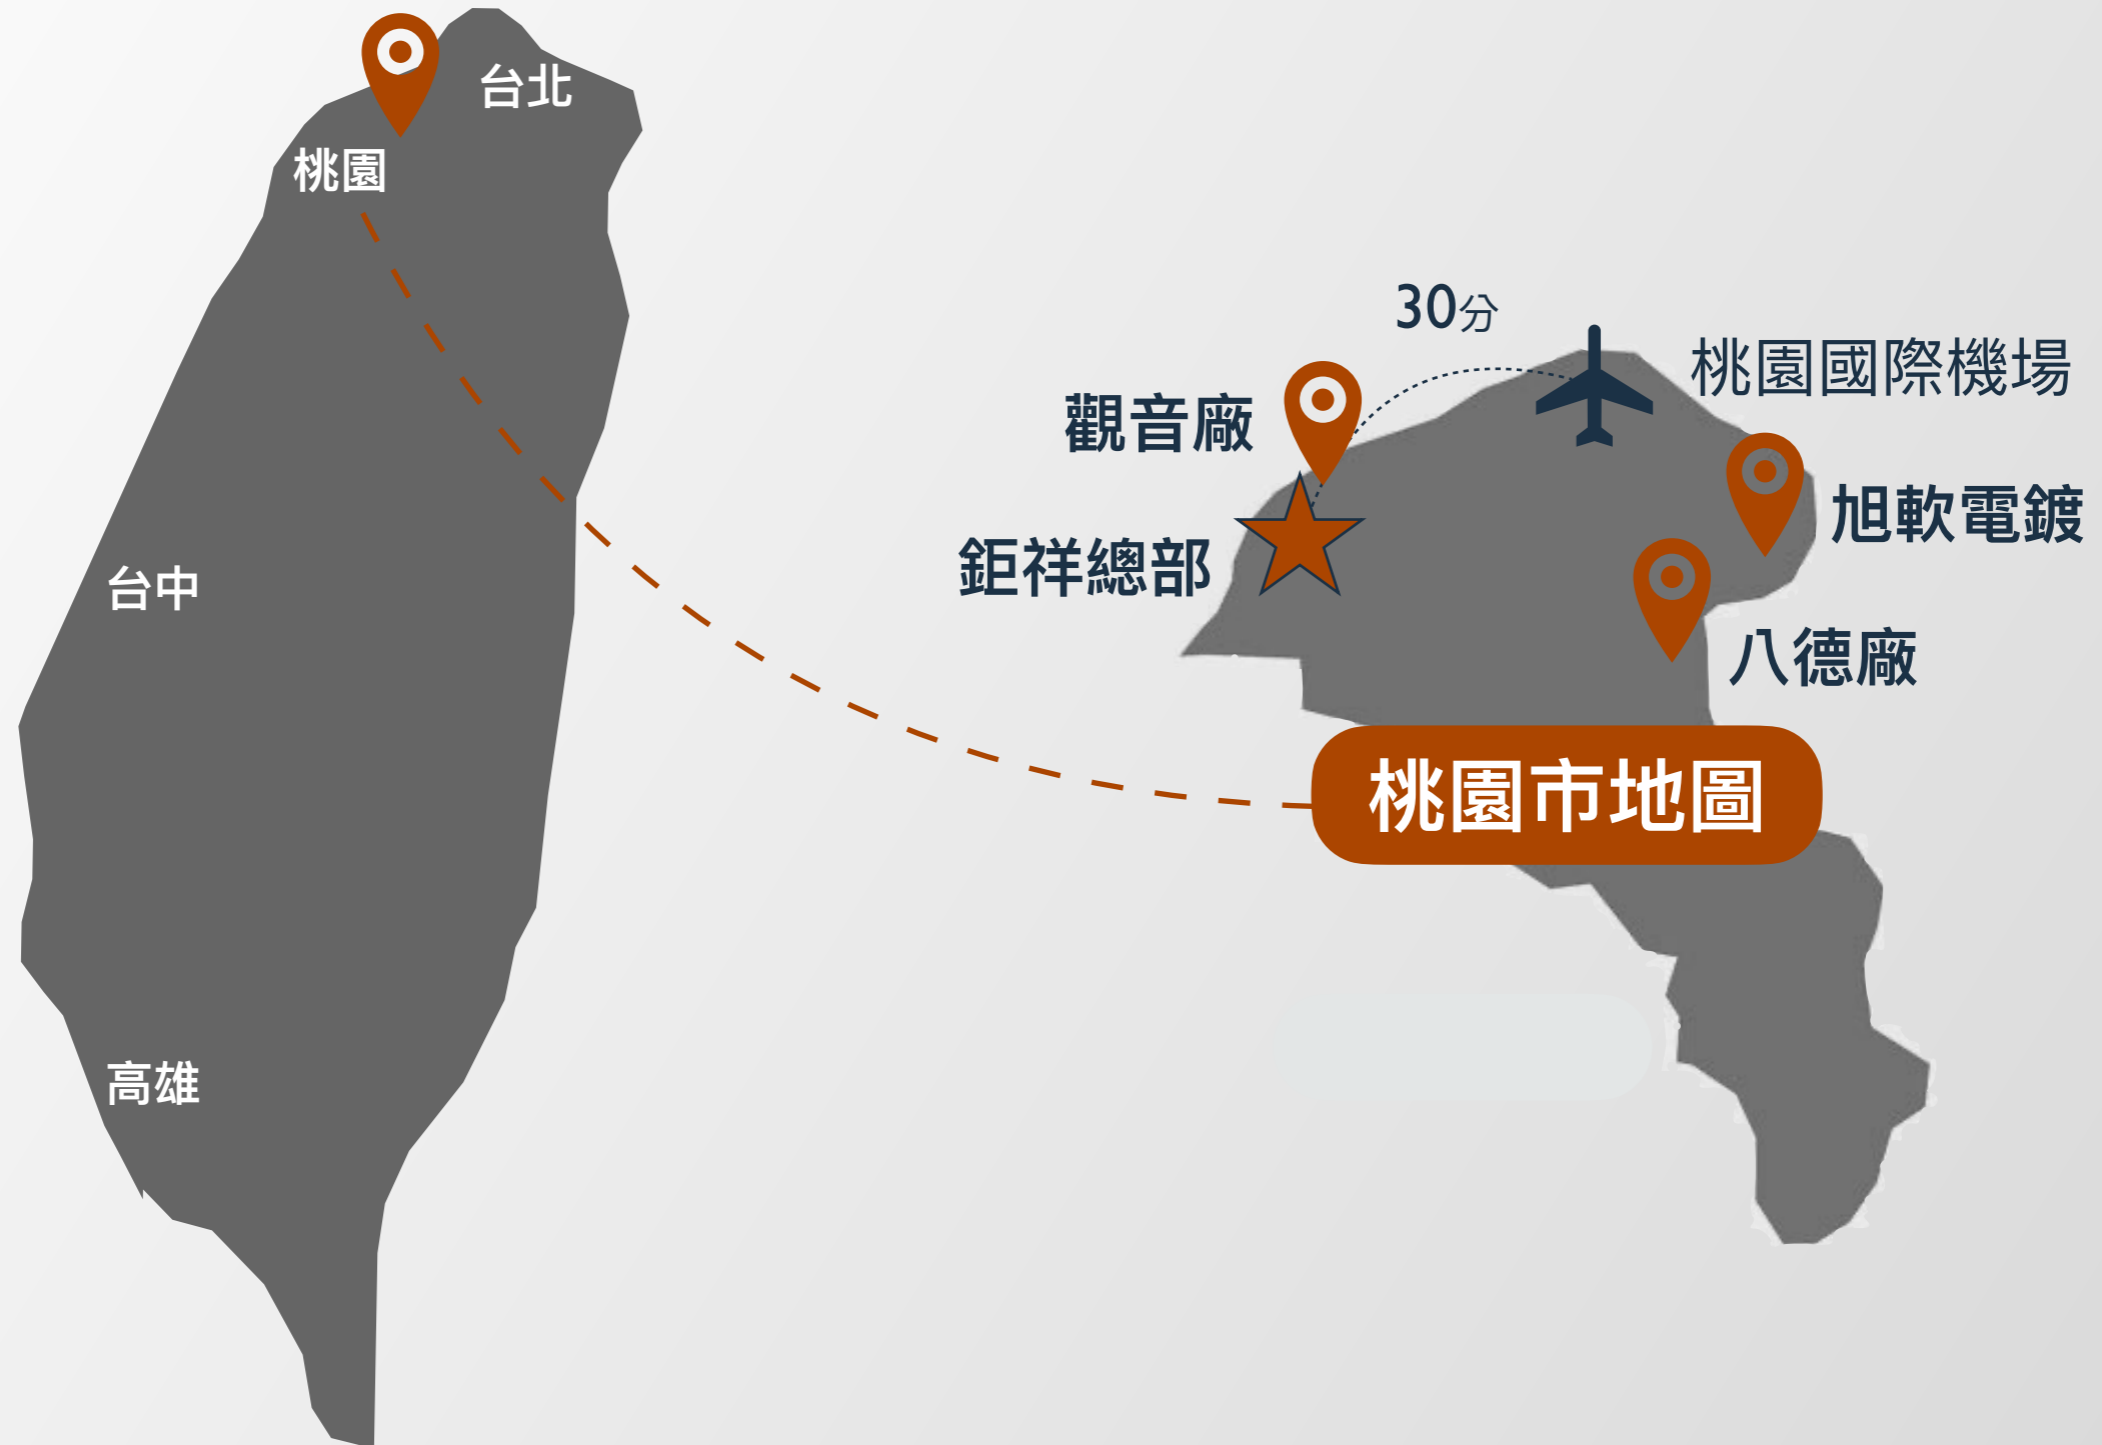 台北
桃園
台中
高雄
30分
桃園國際機場
觀音廠
旭軟電鍍
鉅祥總部
八德廠
桃園市地圖